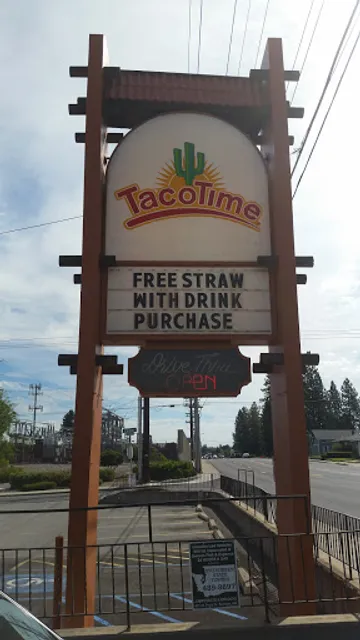 TacoTime
FREE STRAW
WITH DRINK
PURCHASE
Drive Thru
OPEN